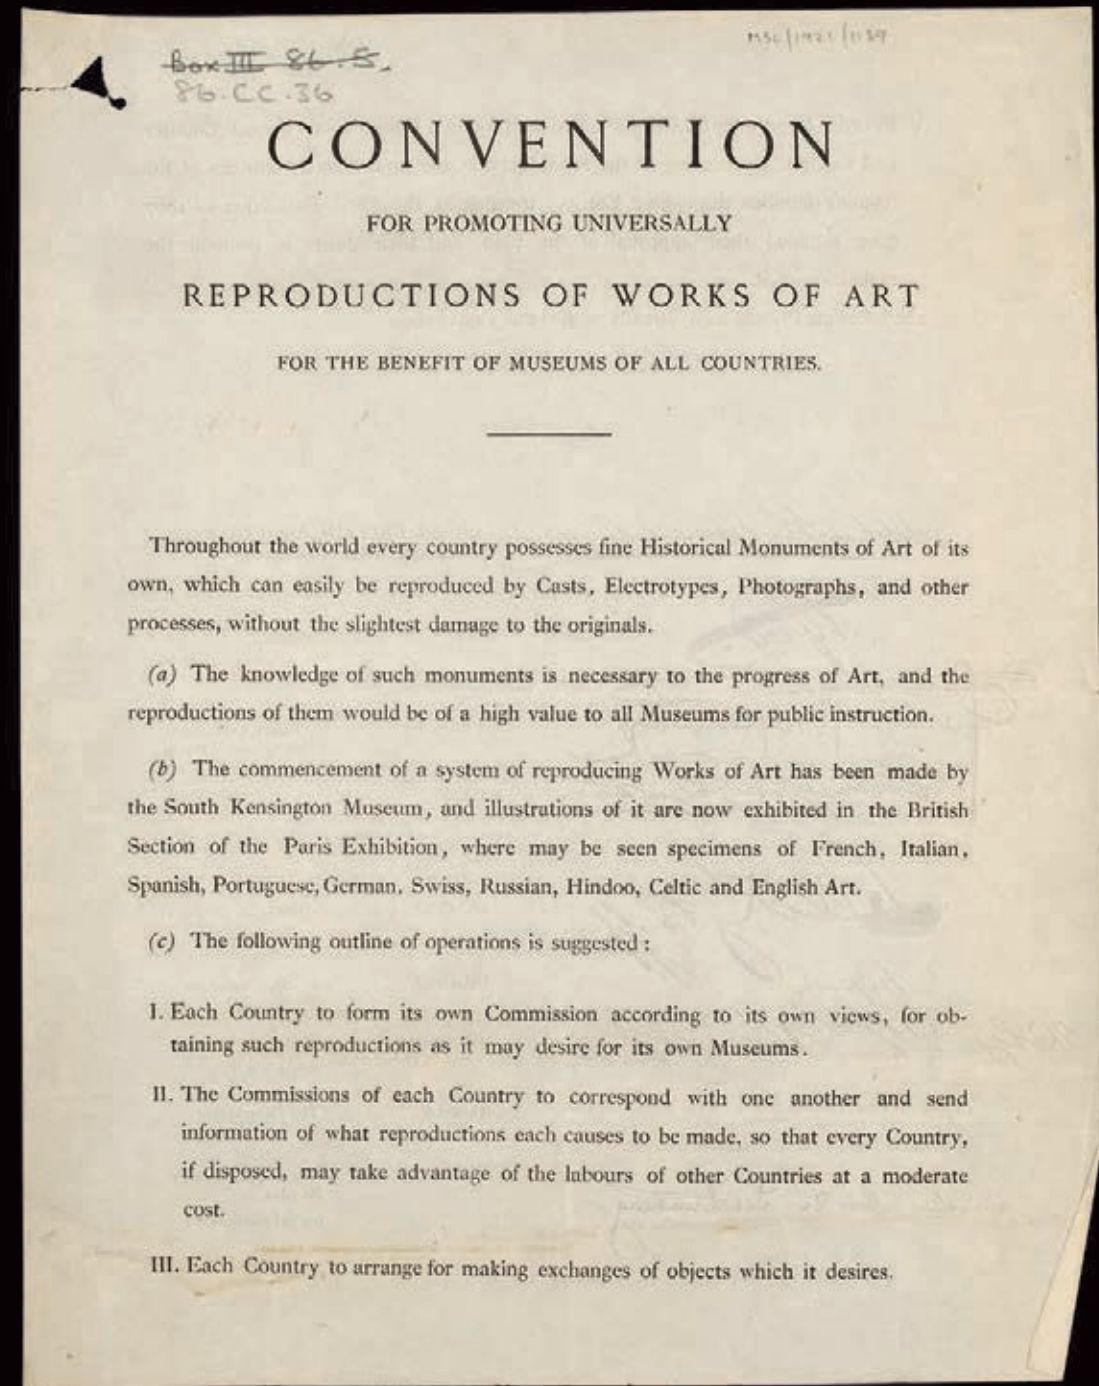 MSL/1921/1159
Box III 86.S.
86.CC.36
CONVENTION
FOR PROMOTING UNIVERSALLY
REPRODUCTIONS OF WORKS OF ART
FOR THE BENEFIT OF MUSEUMS OF ALL COUNTRIES.
Throughout the world every country possesses fine Historical Monuments of Art of its
own, which can easily be reproduced by Casts, Electrotypes, Photographs, and other
processes, without the slightest damage to the originals.
(a) The knowledge of such monuments is necessary to the progress of Art, and the
reproductions of them would be of a high value to all Museums for public instruction.
(b) The commencement of a system of reproducing Works of Art has been made by
the South Kensington Museum, and illustrations of it are now exhibited in the British
Section of the Paris Exhibition, where may be seen specimens of French, Italian,
Spanish, Portuguese, German, Swiss, Russian, Hindoo, Celtic and English Art.
(c) The following outline of operations is suggested :
I. Each Country to form its own Commission according to its own views, for ob-
taining such reproductions as it may desire for its own Museums.
II. The Commissions of each Country to correspond with one another and send
information of what reproductions each causes to be made, so that every Country,
if disposed, may take advantage of the labours of other Countries at a moderate
cost.
III. Each Country to arrange for making exchanges of objects which it desires.